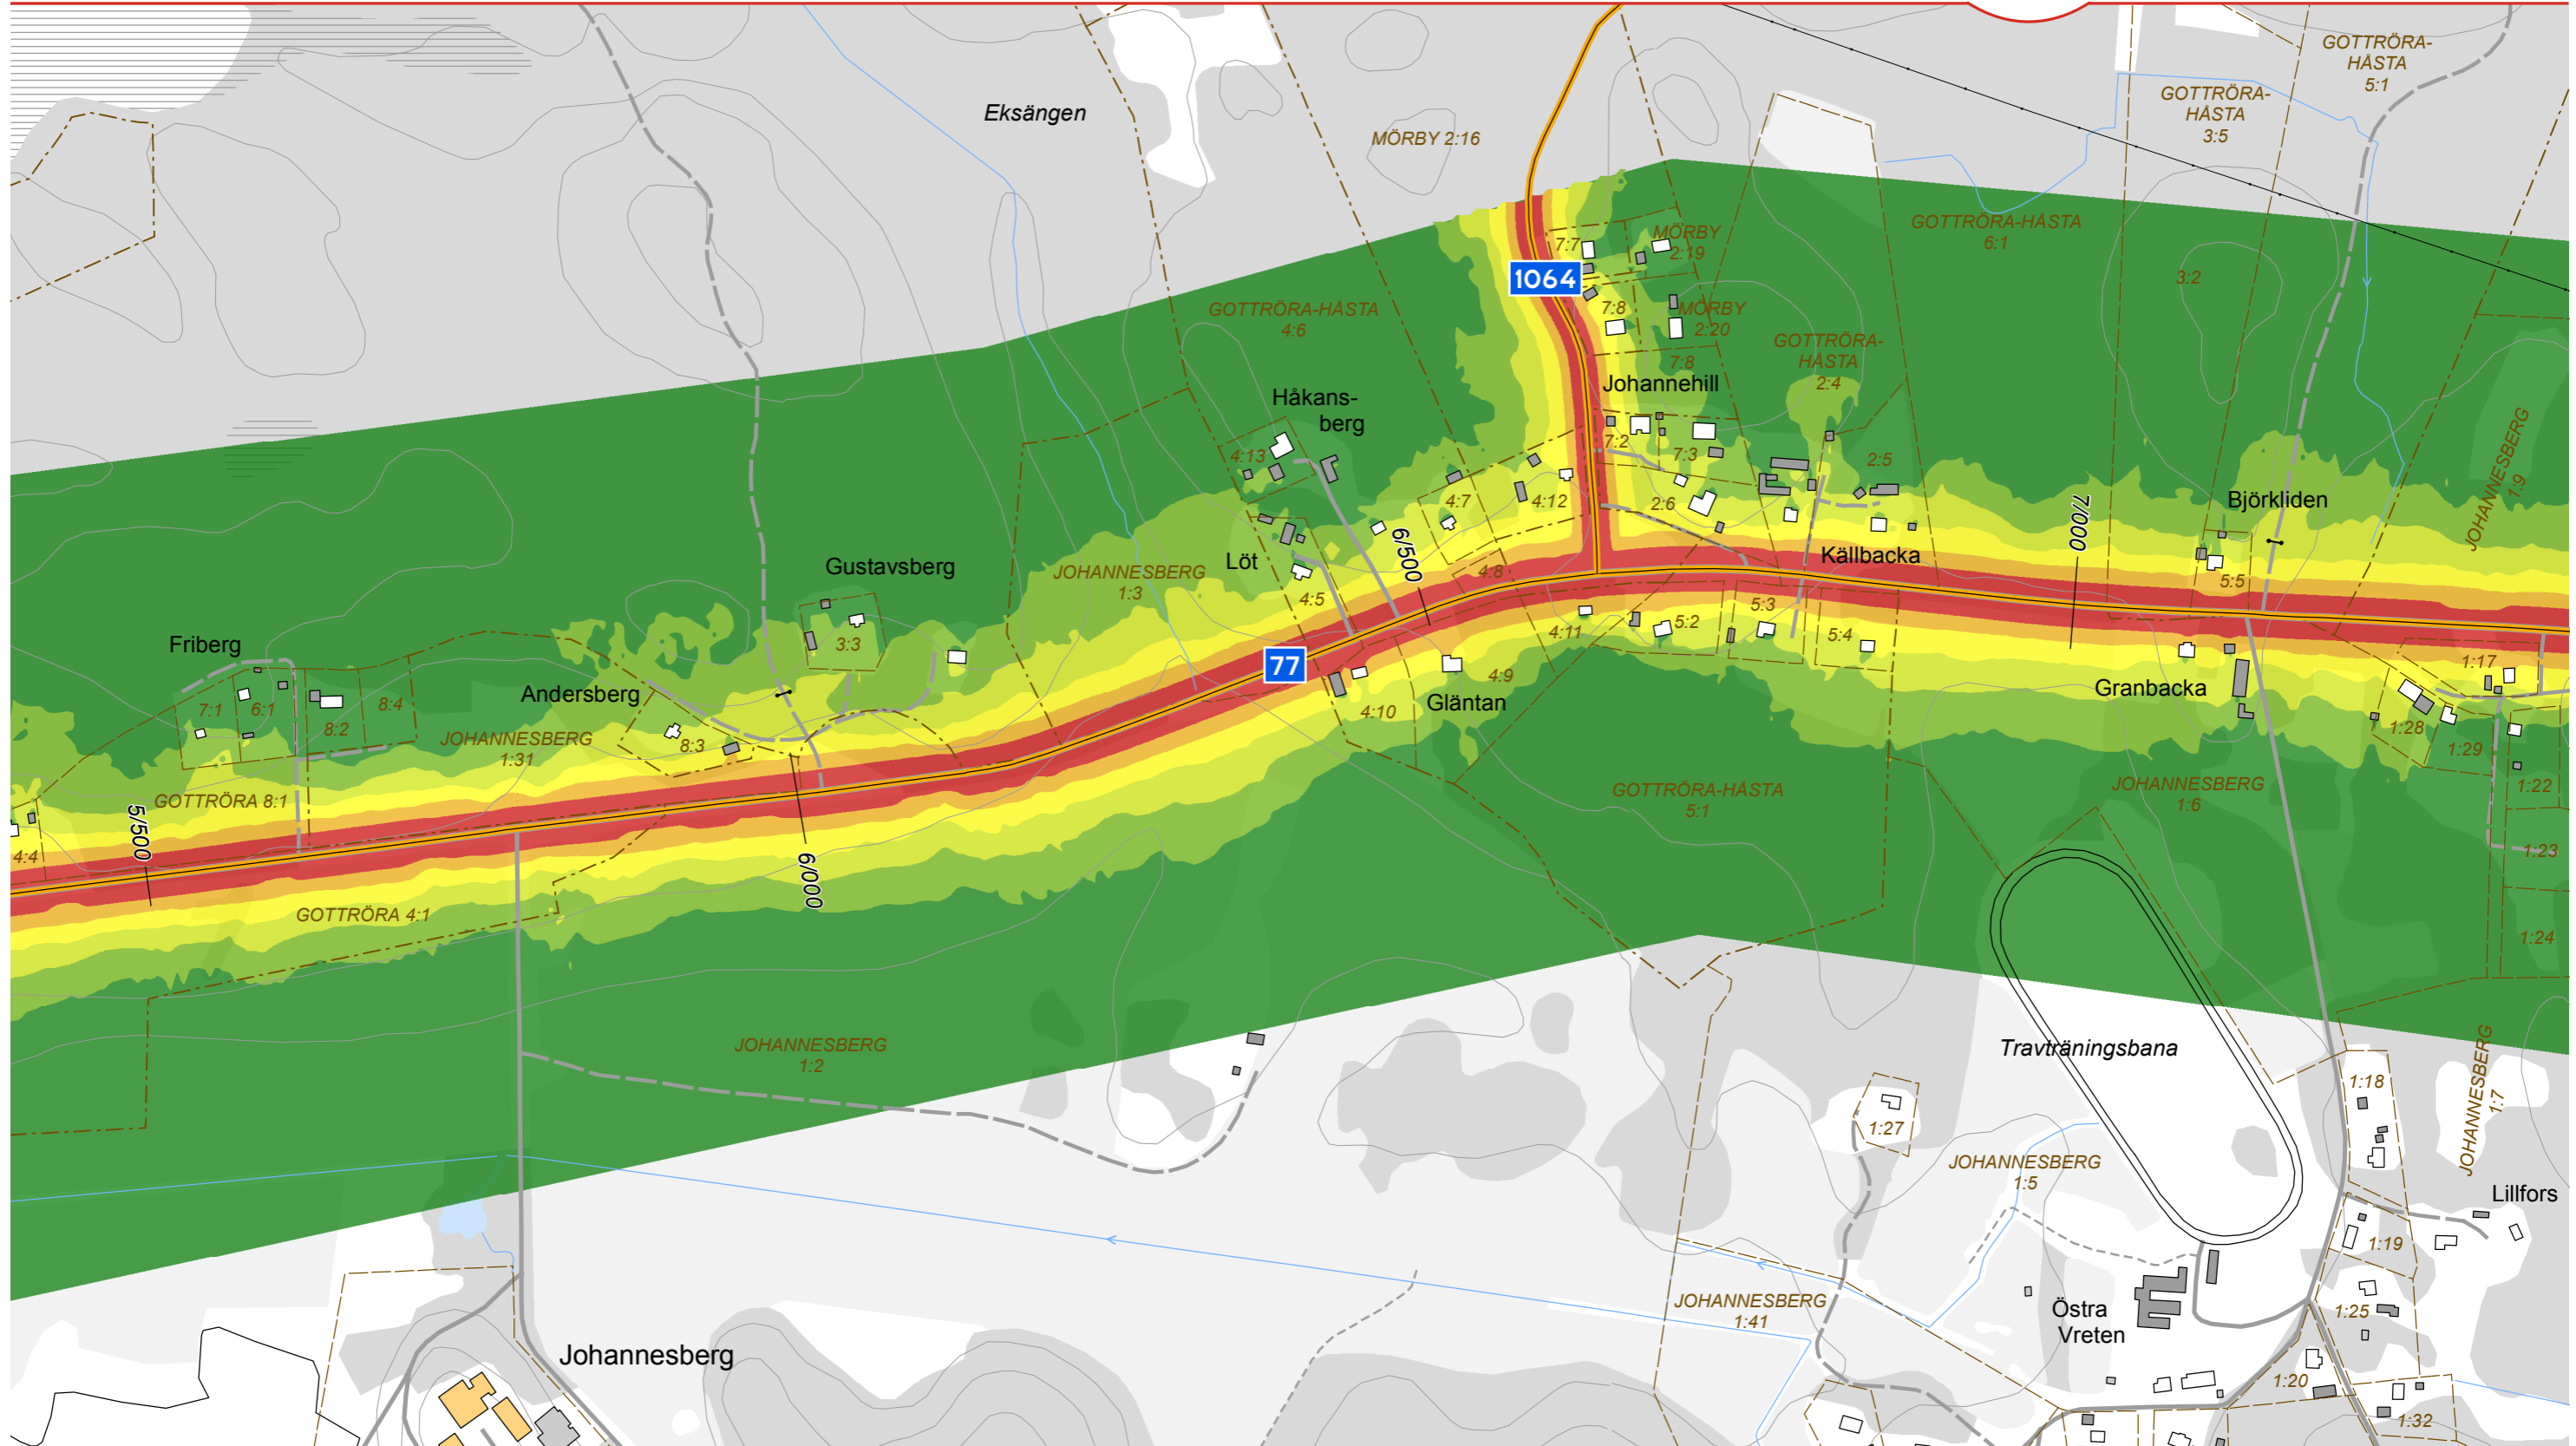 GOTTRÖRA-
HÅSTA
5:1
GOTTRÖRA-
HÅSTA
3:5
Eksängen
MÖRBY 2:16
GOTTRÖRA-HÅSTA
6:1
7:7
MÖRBY
2:19
1064
3:2
GOTTRÖRA-HÅSTA
4:6
7:8
MÖRBY
2:20
GOTTRÖRA-
HÅSTA
2:4
7:8
Johannehill
Håkans-
berg
7:2
4:13
7:3
2:5
JOHANNESBERG
1:9
4:7
4:12
2:6
Björkliden
7/000
6/500
Källbacka
Löt
Gustavsberg
JOHANNESBERG
1:3
4:8
5:5
4:5
5:3
5:2
4:11
5:4
Friberg
3:3
77
1:17
4:9
Andersberg
Granbacka
Gläntan
7:1
6:1
8:4
8:2
4:10
1:28
JOHANNESBERG
1:31
8:3
1:29
GOTTRÖRA 8:1
GOTTRÖRA-HÅSTA
5:1
JOHANNESBERG
1:6
1:22
5/500
4:4
1:23
6/000
GOTTRÖRA 4:1
1:24
JOHANNESBERG
1:2
Travträningsbana
1:18
JOHANNESBERG
1:7
1:27
JOHANNESBERG
1:5
Lillfors
1:19
JOHANNESBERG
1:41
Östra
Vreten
1:25
Johannesberg
1:20
1:32